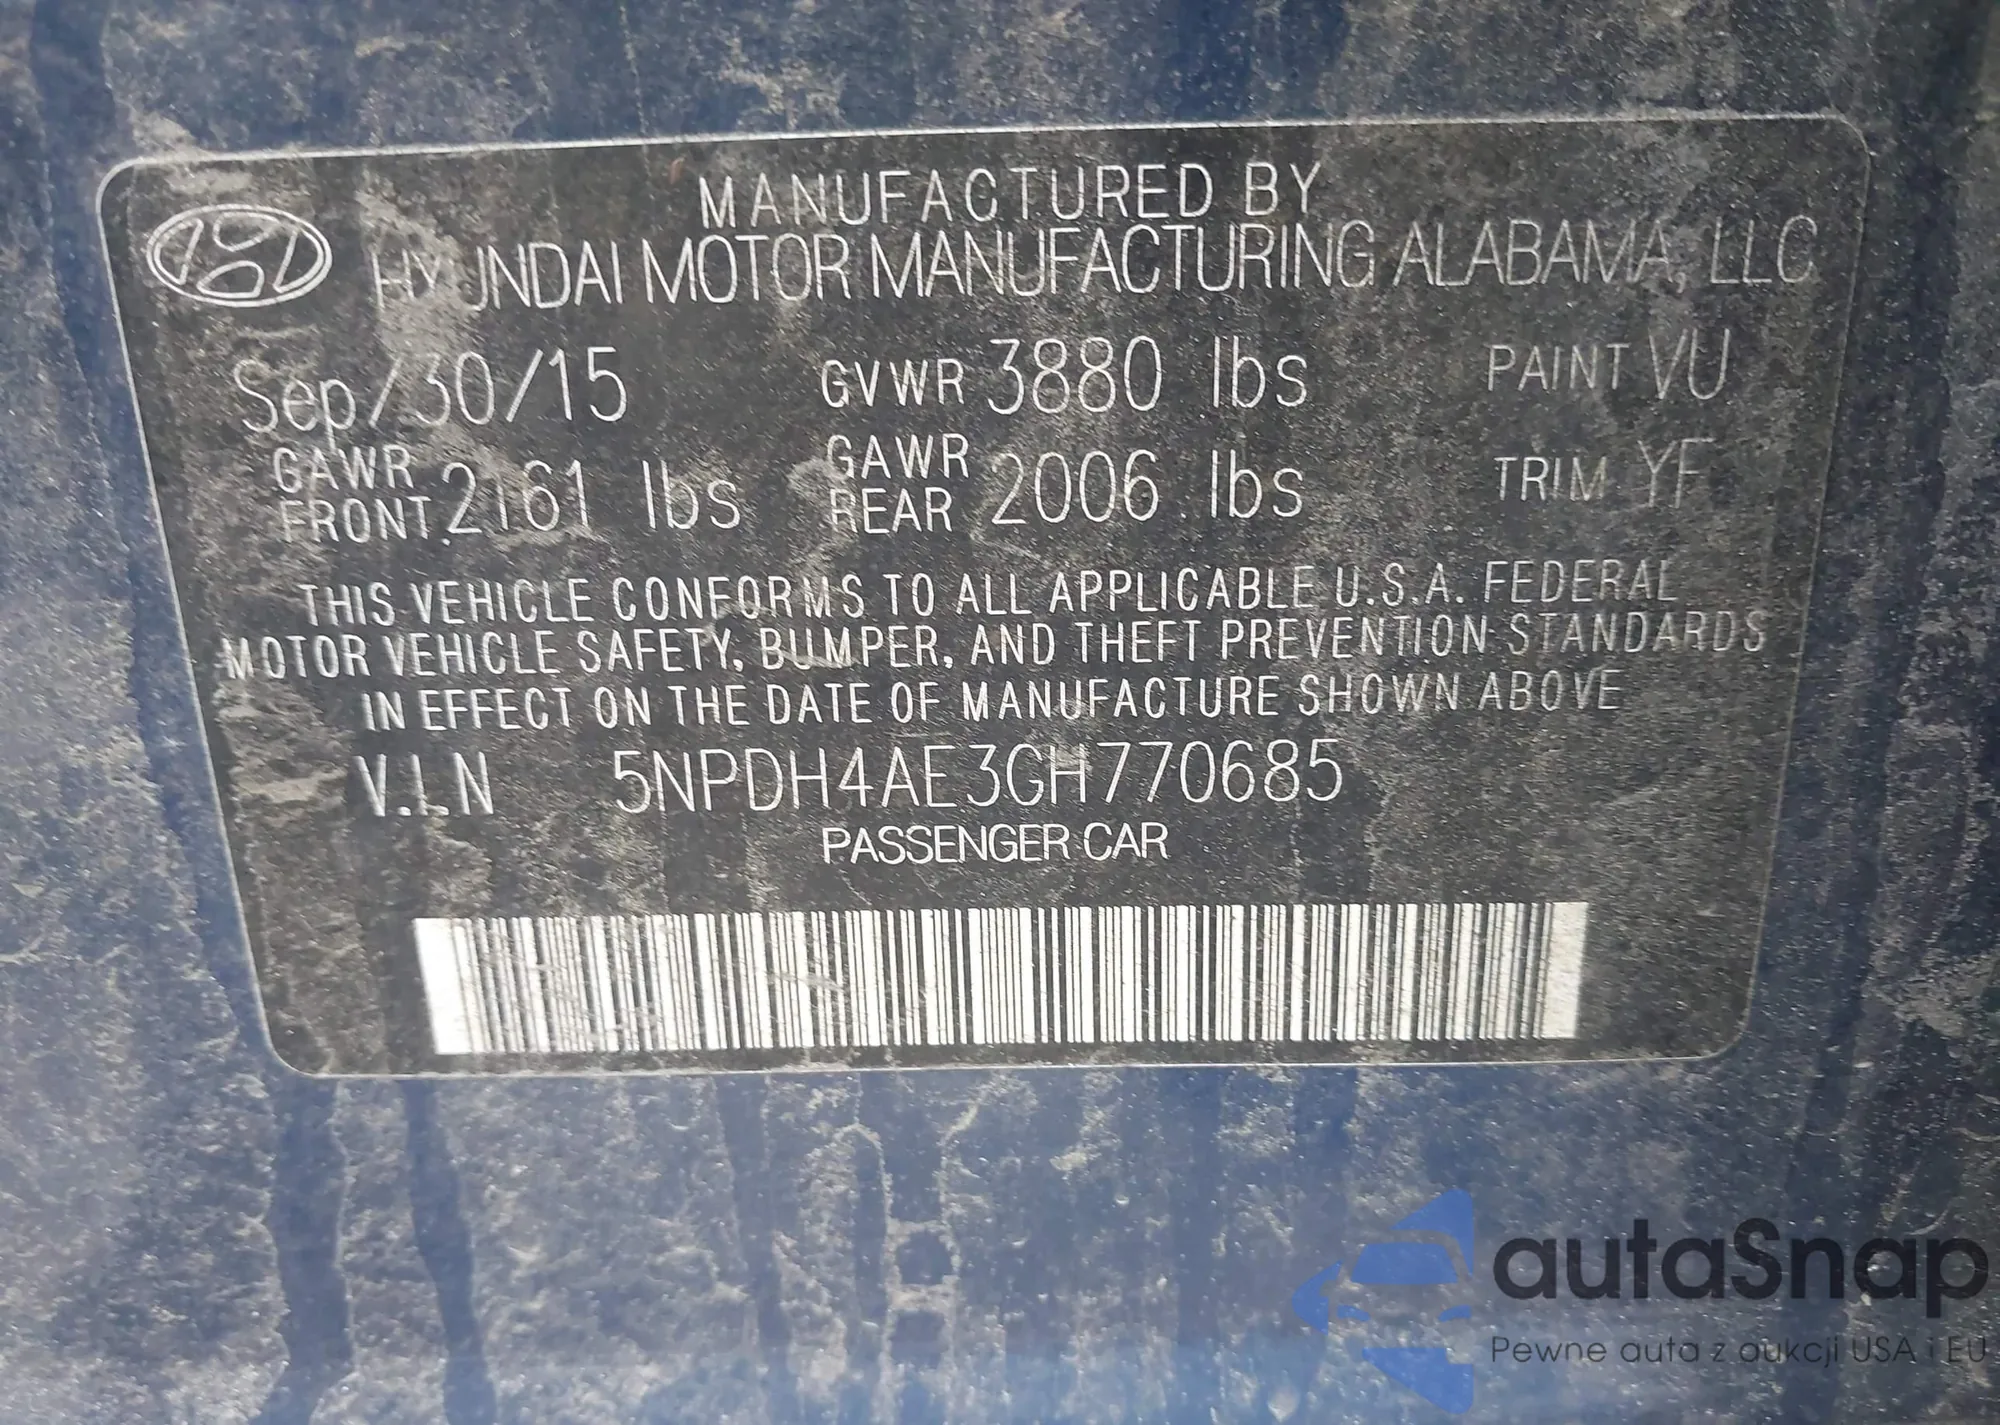 MANUFACTURED BY
HYUNDAI MOTOR MANUFACTURING ALABAMA, LLC
Sep/30/15 GVWR 3880 lbs PAINT VU
GAWR FRONT 2161 lbs GAWR REAR 2006 lbs TRIM YF
THIS VEHICLE CONFORMS TO ALL APPLICABLE U.S.A. FEDERAL
MOTOR VEHICLE SAFETY, BUMPER, AND THEFT PREVENTION STANDARDS
IN EFFECT ON THE DATE OF MANUFACTURE SHOWN ABOVE
V.I.N 5NPDH4AE3GH770685
PASSENGER CAR
autaSnap
Pewne auta z aukcji USA i EU